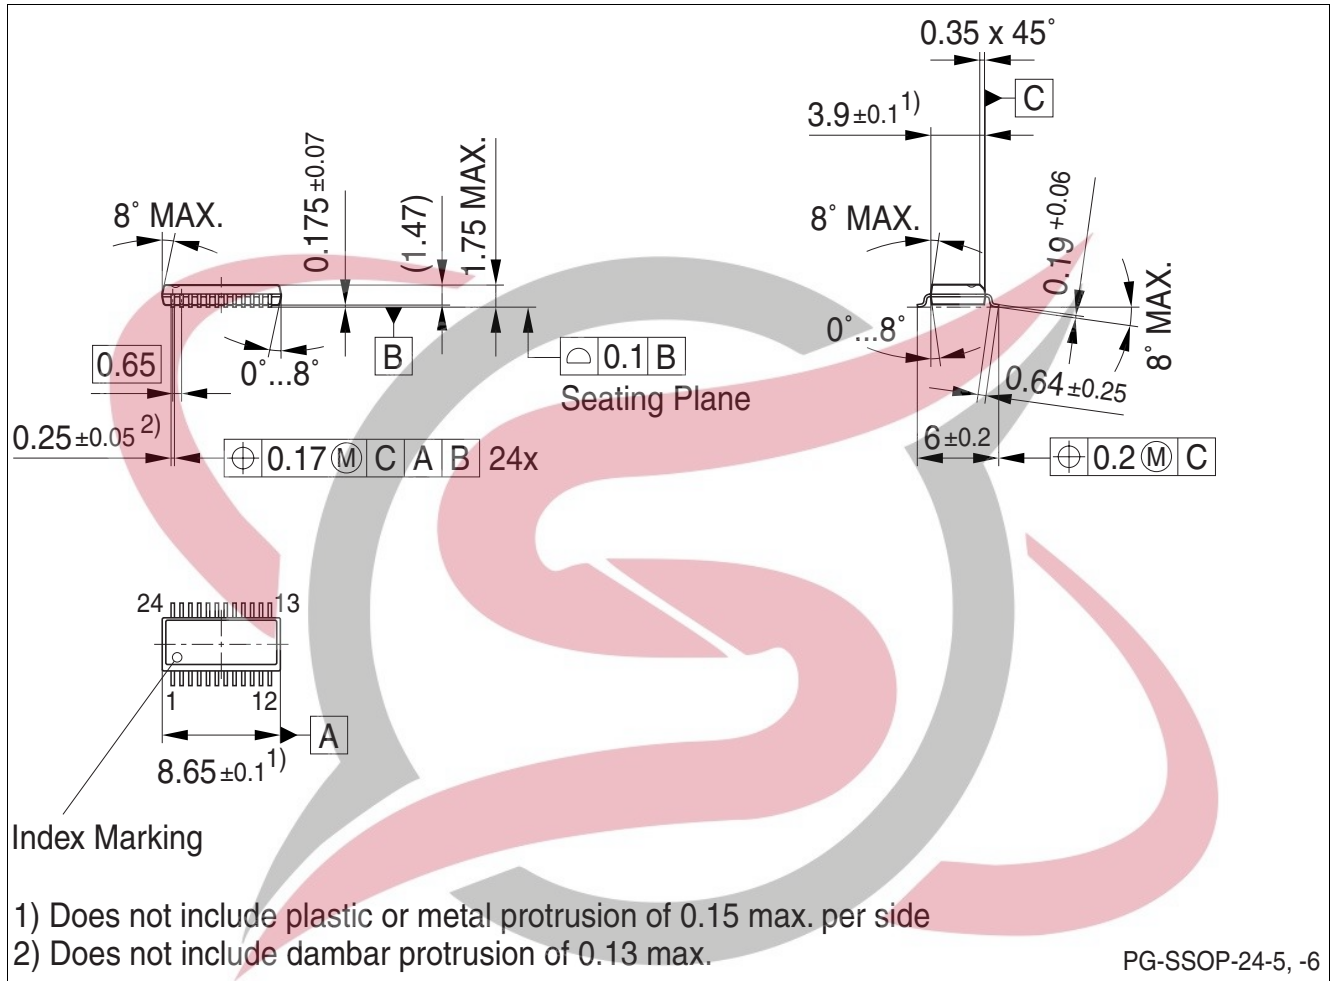 0.35 x 45°
C
3.9 ±0.1 1)
8° MAX.
0.175 ±0.07
(1.47)
1.75 MAX.
8° MAX.
0.19 +0.06
8° MAX.
0.65
0°...8°
B
⌓ 0.1 B
Seating Plane
0°...8°
0.64 ±0.25
0.25 ±0.05 2)
⌖ 0.17 Ⓜ C A B 24x
6 ±0.2
⌖ 0.2 Ⓜ C
24 13
1 12
A
8.65 ±0.1 1)
Index Marking
1) Does not include plastic or metal protrusion of 0.15 max. per side
2) Does not include dambar protrusion of 0.13 max.
PG-SSOP-24-5, -6